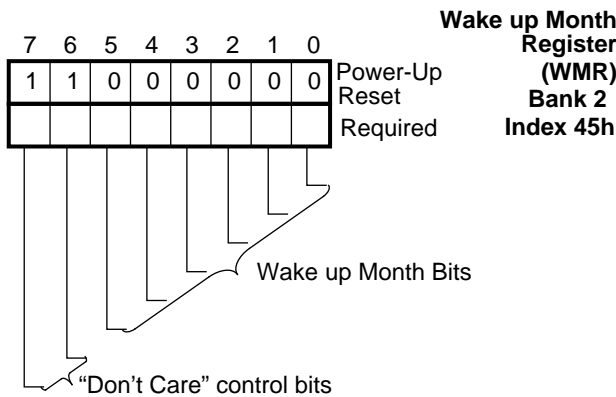 Wake up Month
Register
(WMR)
Bank 2
Index 45h
7 6 5 4 3 2 1 0
1 1 0 0 0 0 0 0
Power-Up
Reset
Required
Wake up Month Bits
“Don’t Care” control bits